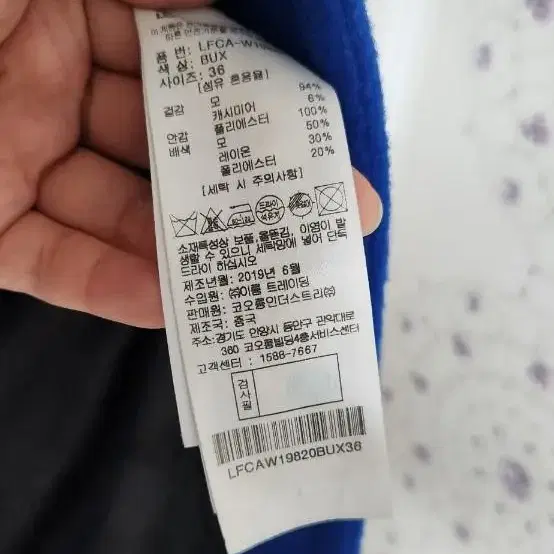 품 번: LFCA-W19820
색 상: BUX
사이즈: 36
[섬유 혼용율]
겉감 모 94%
캐시미어 6%
안감 폴리에스터 100%
배색 모 50%
레이온 30%
폴리에스터 20%
[세탁 시 주의사항]
드라이
석유계
소재특성상 보풀,올뜯김, 이염이 발
생할 수 있으니 세탁망에 넣어 단독
드라이 하십시오
제조년월: 2019년 6월
수입원: ㈜이룸 트레이딩
판매원: 코오롱인더스트리㈜
제조국: 중국
주소:경기도 안양시 동안구 관악대로
360 코오롱빌딩4층서비스센터
고객센터 : 1588-7667
검사필
LFCAW19820BUX36